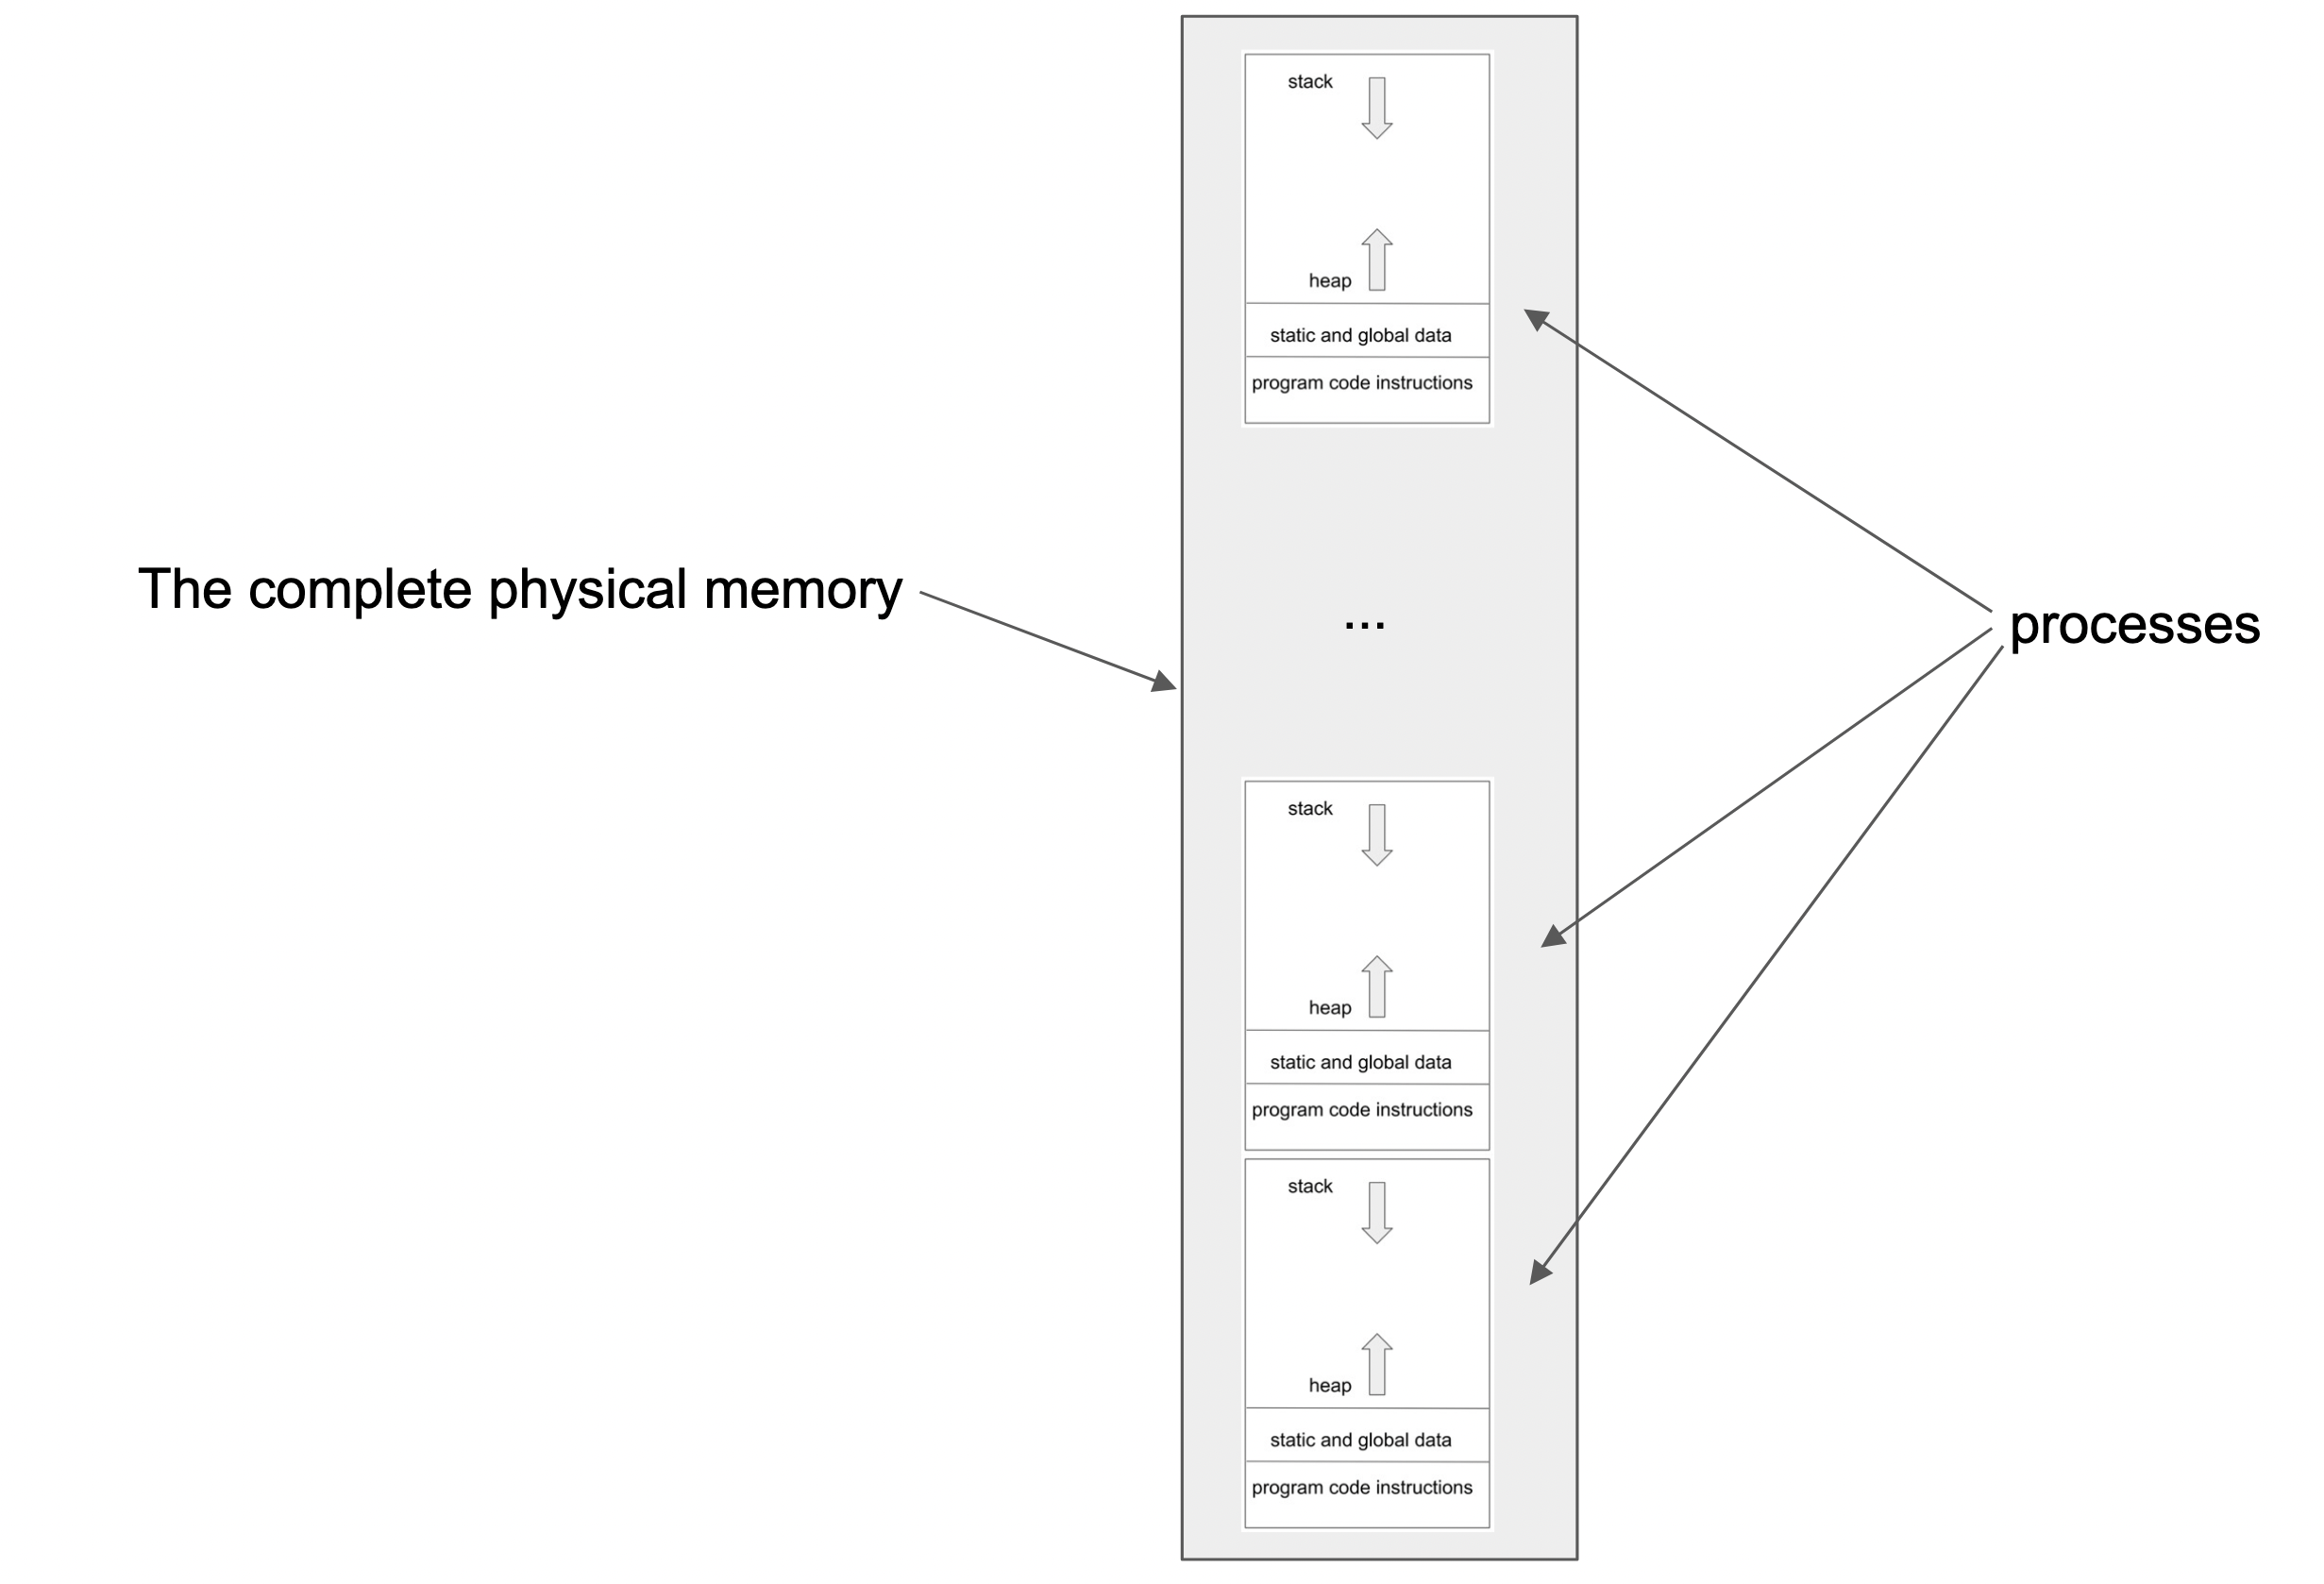 stack
heap
static and global data
program code instructions
The complete physical memory
...
processes
stack
heap
static and global data
program code instructions
stack
heap
static and global data
program code instructions